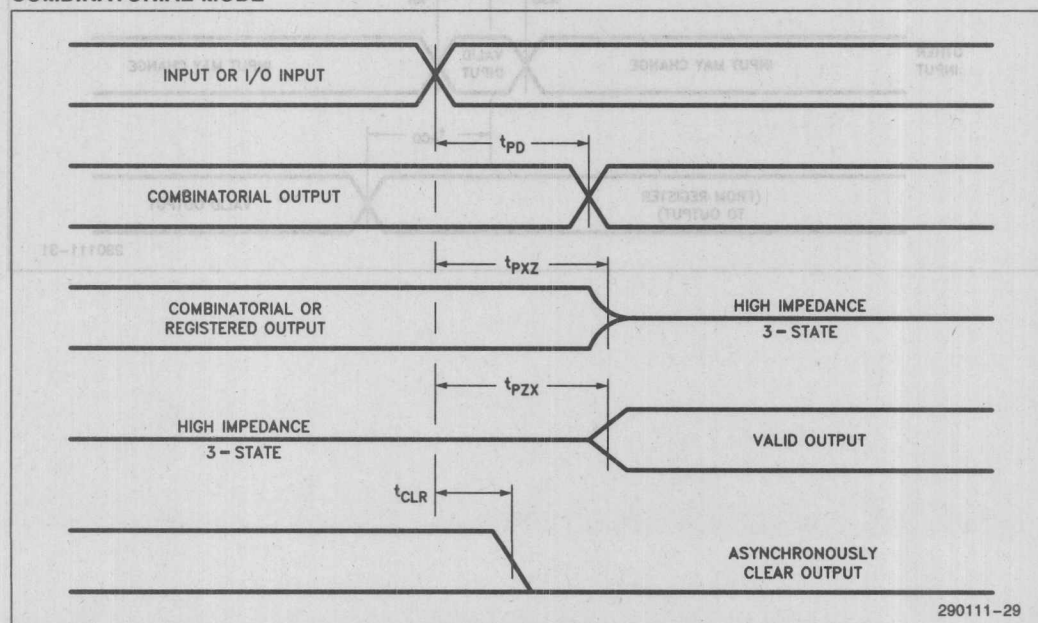 COMBINATORIAL MODE
INPUT OR I/O INPUT
tPD
COMBINATORIAL OUTPUT
tPXZ
COMBINATORIAL OR
REGISTERED OUTPUT
HIGH IMPEDANCE
3-STATE
tPZX
HIGH IMPEDANCE
3-STATE
VALID OUTPUT
tCLR
ASYNCHRONOUSLY
CLEAR OUTPUT
290111-29